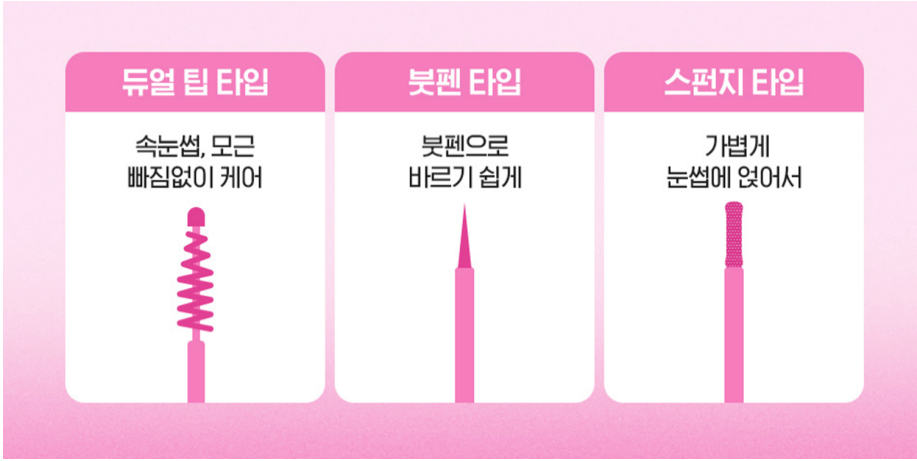 듀얼 팁 타입
속눈썹, 모근
빠짐없이 케어
붓펜 타입
붓펜으로
바르기 쉽게
스펀지 타입
가볍게
눈썹에 얹어서